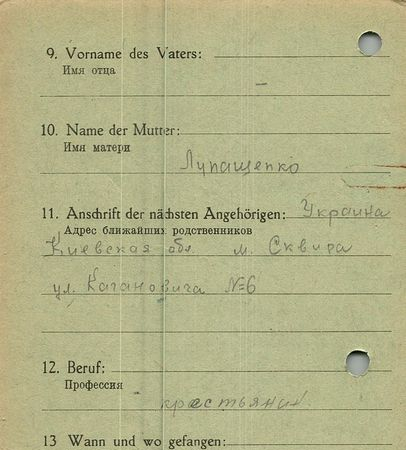 9. Vorname des Vaters:
Имя отца
–
10. Name der Mutter:
Имя матери
Лупащенко
11. Anschrift der nächsten Angehörigen: Украина
Адрес ближайших родственников
Киевская обл. м. Сквира
ул. Кагановича №6
12. Beruf:
Профессия
крестьянин.
13 Wann und wo gefangen: